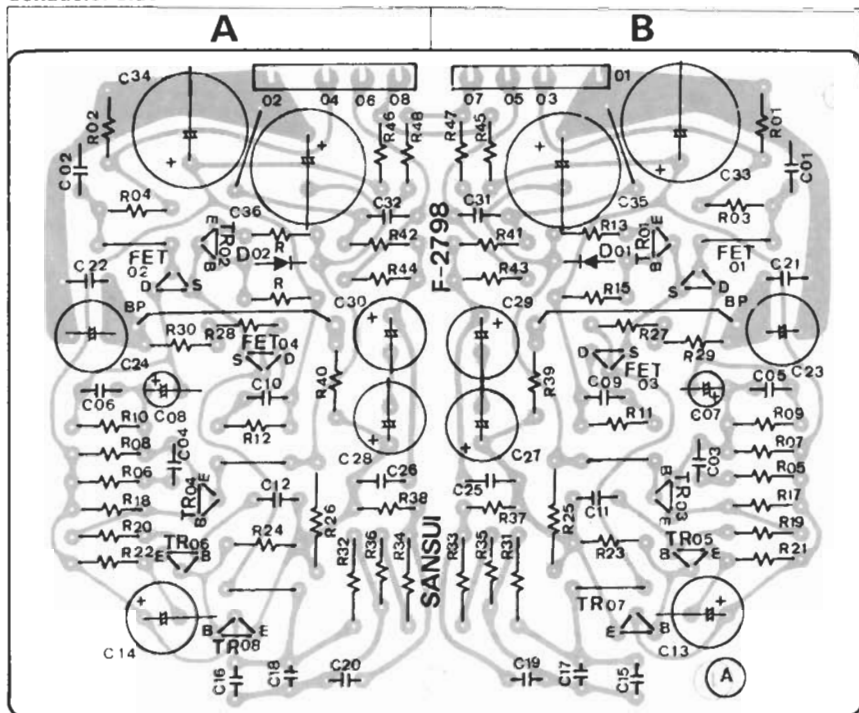 A B
C34
02 04 06 08
07 05 03 01
R02 R46 R48 R47 R45 R01
C02 C01
C33
R04 C36 C32 C31 C35 R03
E TR02 B
R R42 R41 R13
TR01 E B
FET 02 D S
D02 D01
FET 01 S D
C22 R44 F-2798 R43 C21
R R15
BP C30 C29 BP
R30 R28 R27 R29
C24 FET04 S D
D S FET 03 C23
R40 R39
C06 C08 C10 C09 C07 C05
R10 R12 R11 R09
R08 C04 C03 R07
C28 C27
R06 C26 C25 R05
TR04 E B C12 C11 TR03 B E
R18 R38 R37 R17
R26 R25
R20 R24 R23 R19
TR06 TR05
R22 E B B E R21
R32 R36 R34 SANSUI R33 R35 R31
TR07
C14 B E E B C13
TR08
C16 C18 C20 C19 C17 C15
A